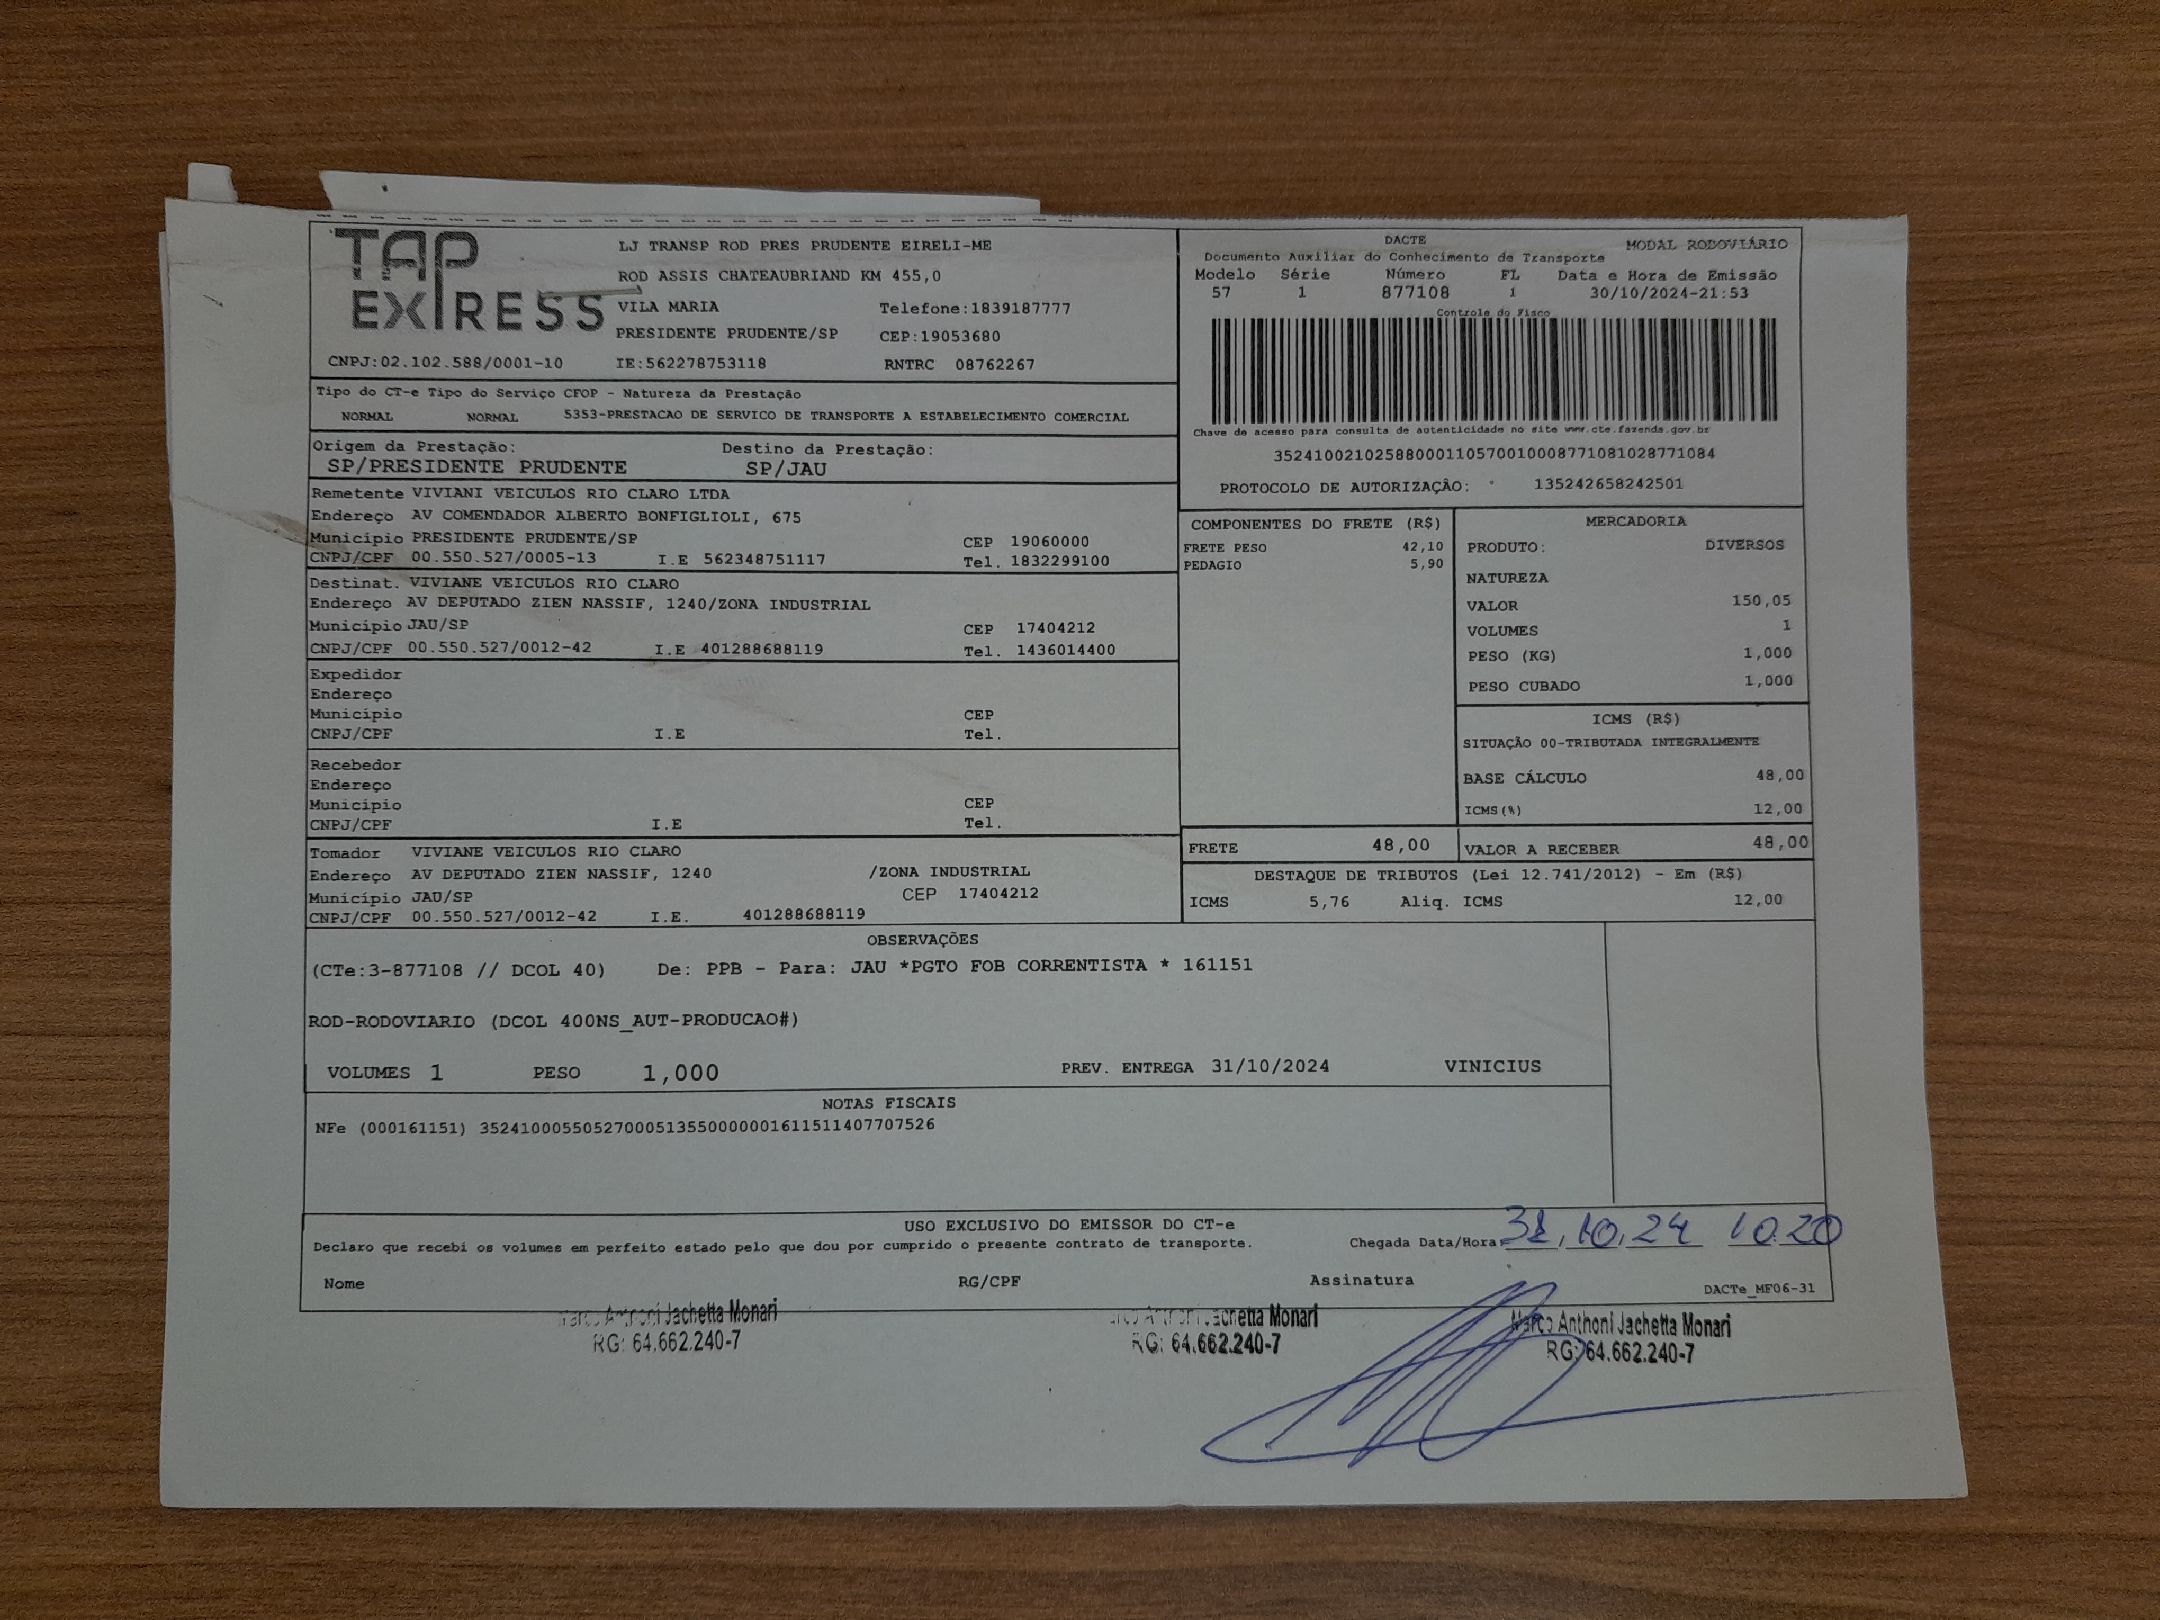 TAP EXPRESS
LJ TRANSP ROD PRES PRUDENTE EIRELI-ME
ROD ASSIS CHATEAUBRIAND KM 455,0
VILA MARIA Telefone:1839187777
PRESIDENTE PRUDENTE/SP CEP:19053680
CNPJ:02.102.588/0001-10 IE:562278753118 RNTRC 08762267
DACTE MODAL RODOVIÁRIO
Documento Auxiliar do Conhecimento de Transporte
Modelo Série Número FL Data e Hora de Emissão
57 1 877108 1 30/10/2024-21:53
Controle do Fisco
Chave de acesso para consulta de autenticidade no site www.cte.fazenda.gov.br
35241002102588000110570010008771081028771084
PROTOCOLO DE AUTORIZAÇÂO: 135242658242501
Tipo do CT-e Tipo do Serviço CFOP - Natureza da Prestação
NORMAL NORMAL 5353-PRESTACAO DE SERVICO DE TRANSPORTE A ESTABELECIMENTO COMERCIAL
Origem da Prestação: Destino da Prestação:
SP/PRESIDENTE PRUDENTE SP/JAU
Remetente VIVIANI VEICULOS RIO CLARO LTDA
Endereço AV COMENDADOR ALBERTO BONFIGLIOLI, 675
Município PRESIDENTE PRUDENTE/SP CEP 19060000
CNPJ/CPF 00.550.527/0005-13 I.E 562348751117 Tel. 1832299100
Destinat. VIVIANE VEICULOS RIO CLARO
Endereço AV DEPUTADO ZIEN NASSIF, 1240/ZONA INDUSTRIAL
Município JAU/SP CEP 17404212
CNPJ/CPF 00.550.527/0012-42 I.E 401288688119 Tel. 1436014400
Expedidor
Endereço
Município CEP
CNPJ/CPF I.E Tel.
Recebedor
Endereço
Município CEP
CNPJ/CPF I.E Tel.
Tomador VIVIANE VEICULOS RIO CLARO
Endereço AV DEPUTADO ZIEN NASSIF, 1240 /ZONA INDUSTRIAL
Município JAU/SP CEP 17404212
CNPJ/CPF 00.550.527/0012-42 I.E. 401288688119
COMPONENTES DO FRETE (R$)
FRETE PESO 42,10
PEDAGIO 5,90
MERCADORIA
PRODUTO: DIVERSOS
NATUREZA
VALOR 150,05
VOLUMES 1
PESO (KG) 1,000
PESO CUBADO 1,000
ICMS (R$)
SITUAÇÃO 00-TRIBUTADA INTEGRALMENTE
BASE CÁLCULO 48,00
ICMS(%) 12,00
FRETE 48,00 VALOR A RECEBER 48,00
DESTAQUE DE TRIBUTOS (Lei 12.741/2012) - Em (R$)
ICMS 5,76 Aliq. ICMS 12,00
OBSERVAÇÕES
(CTe:3-877108 // DCOL 40) De: PPB - Para: JAU *PGTO FOB CORRENTISTA * 161151
ROD-RODOVIARIO (DCOL 400NS_AUT-PRODUCAO#)
VOLUMES 1 PESO 1,000 PREV. ENTREGA 31/10/2024 VINICIUS
NOTAS FISCAIS
NFe (000161151) 35241000550527000513550000001611511407707526
USO EXCLUSIVO DO EMISSOR DO CT-e
Declaro que recebi os volumes em perfeito estado pelo que dou por cumprido o presente contrato de transporte. Chegada Data/Hora: 31,10,24 10.20
Nome RG/CPF Assinatura DACTe_MF06-31
Marco Anthoni Jachetta Monari Marco Anthoni Jachetta Monari Marco Anthoni Jachetta Monari
RG: 64.662.240-7 RG: 64.662.240-7 RG: 64.662.240-7